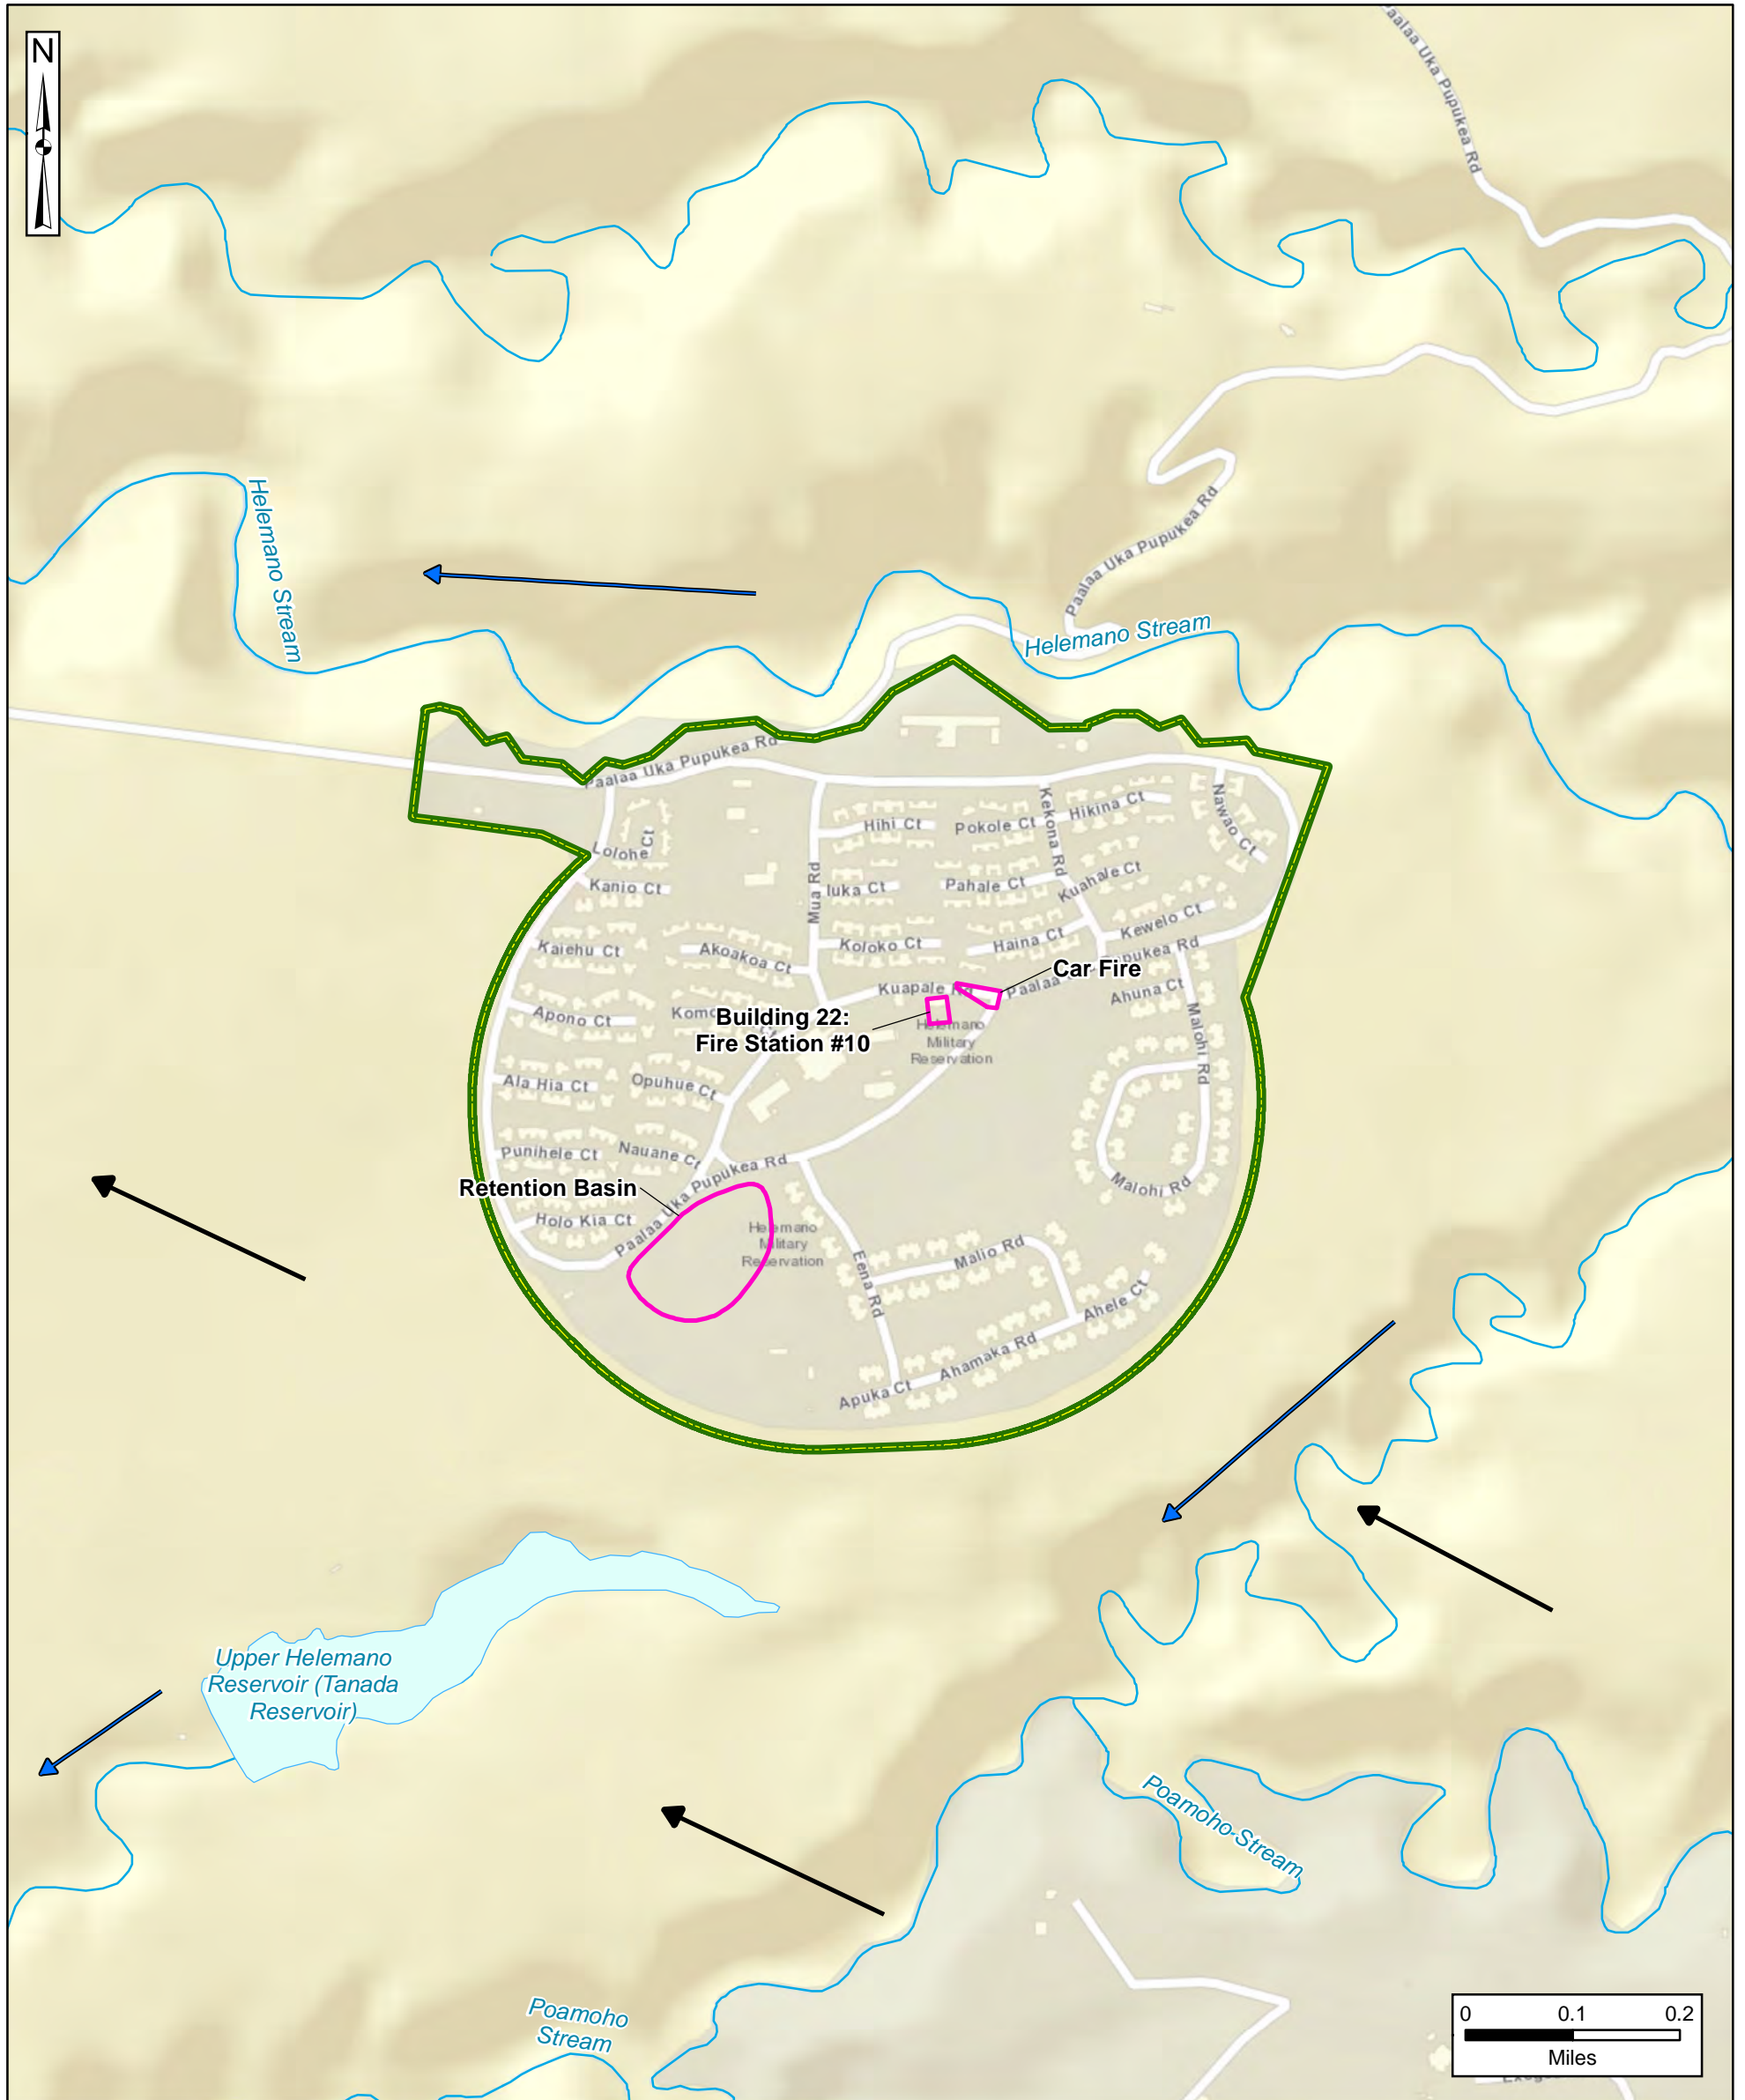 N
Paalaa Uka Pupukea Rd
Helemano Stream
Paalaa Uka Pupukea Rd
Helemano Stream
Paalaa Uka Pupukea Rd
Hihi Ct
Pokole Ct
Kekona Rd
Hikina Ct
Nawao Ct
Lolohe Ct
Kanio Ct
Mua Rd
Iuka Ct
Pahale Ct
Kuahale Ct
Kaiehu Ct
Akoakoa Ct
Koloko Ct
Haina Ct
Kewelo Ct
Car Fire
Kuapale Rd
Paalaa
pukea Rd
Ahuna Ct
Malohi Rd
Apono Ct
Building 22:
Fire Station #10
Helemano
Military
Reservation
Ala Hia Ct
Opuhue Ct
Punihele Ct
Nauane Ct
Paalaa Uka Pupukea Rd
Malohi Rd
Retention Basin
Holo Kia Ct
Helemano
Military
Reservation
Eena Rd
Malio Rd
Ahele Ct
Ahamaka Rd
Apuka Ct
Upper Helemano
Reservoir (Tanada
Reservoir)
Poamoho Stream
Poamoho
Stream
0 0.1 0.2
Miles